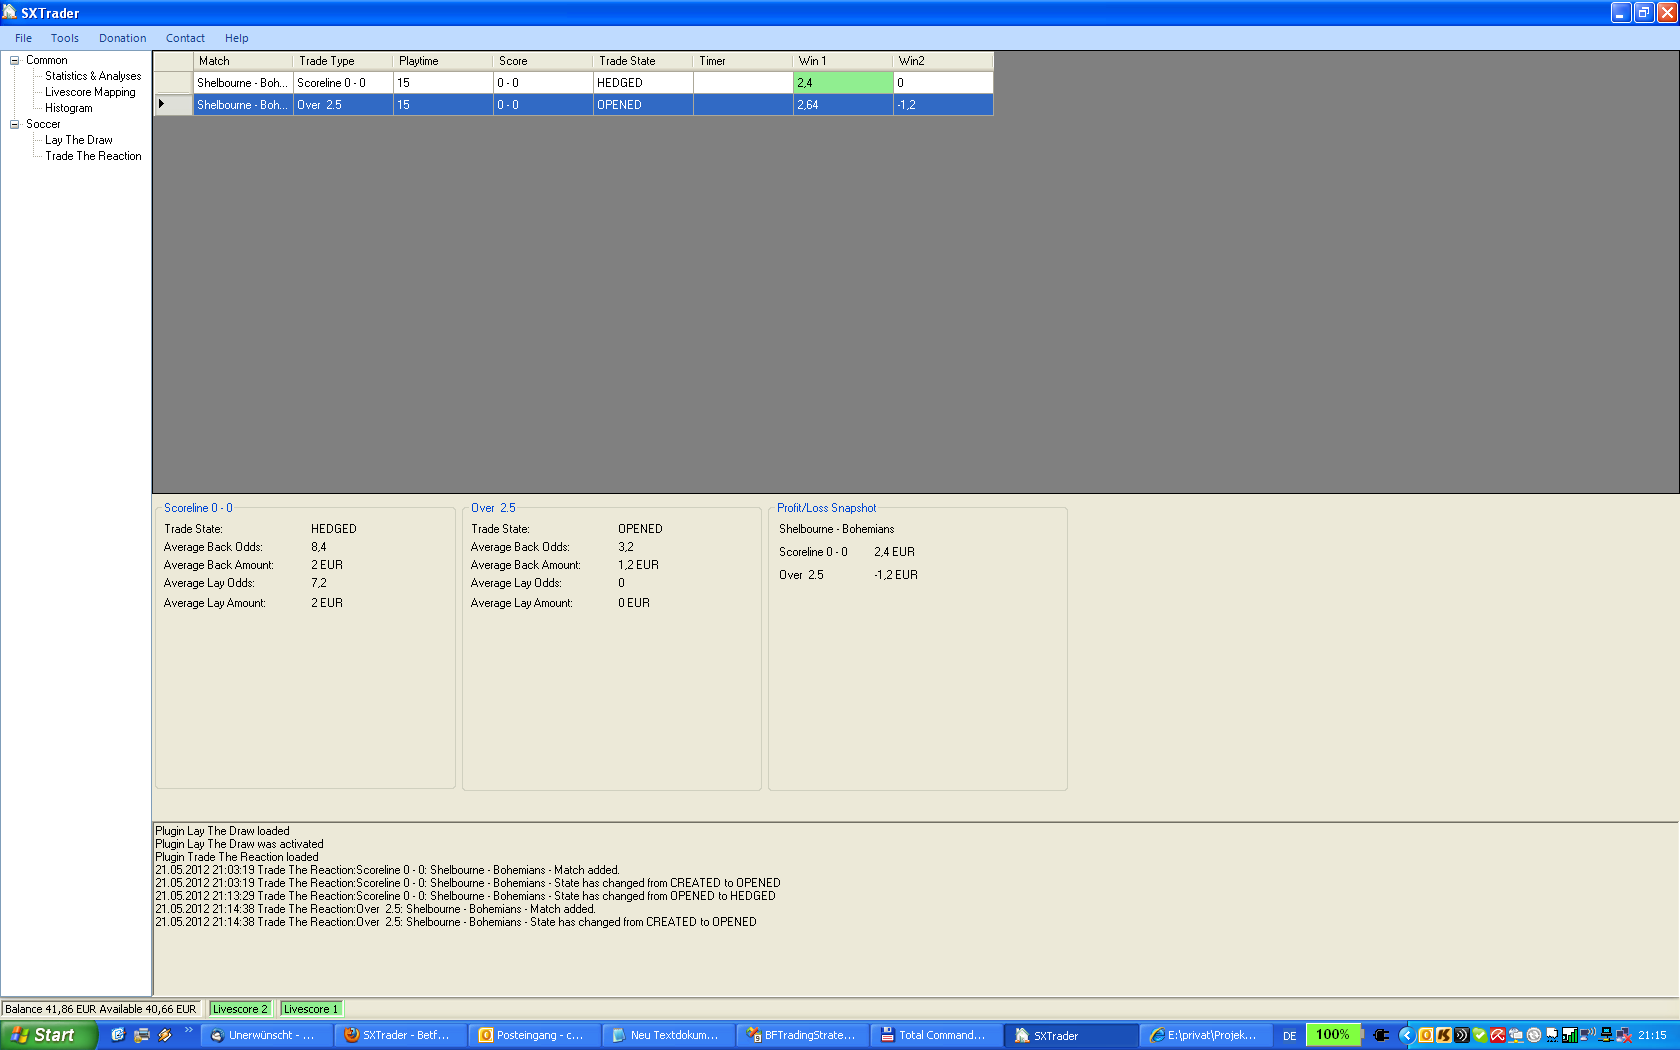 SXTrader
File Tools Donation Contact Help
Common
Statistics & Analyses
Livescore Mapping
Histogram
Soccer
Lay The Draw
Trade The Reaction
Match Trade Type Playtime Score Trade State Timer Win 1 Win2
Shelbourne - Boh... Scoreline 0 - 0 15 0 - 0 HEDGED 2,4 0
Shelbourne - Boh... Over 2.5 15 0 - 0 OPENED 2,64 -1,2
Scoreline 0 - 0
Trade State: HEDGED
Average Back Odds: 8,4
Average Back Amount: 2 EUR
Average Lay Odds: 7,2
Average Lay Amount: 2 EUR
Over 2.5
Trade State: OPENED
Average Back Odds: 3,2
Average Back Amount: 1,2 EUR
Average Lay Odds: 0
Average Lay Amount: 0 EUR
Profit/Loss Snapshot
Shelbourne - Bohemians
Scoreline 0 - 0 2,4 EUR
Over 2.5 -1,2 EUR
Plugin Lay The Draw loaded
Plugin Lay The Draw was activated
Plugin Trade The Reaction loaded
21.05.2012 21:03:19 Trade The Reaction:Scoreline 0 - 0: Shelbourne - Bohemians - Match added.
21.05.2012 21:03:19 Trade The Reaction:Scoreline 0 - 0: Shelbourne - Bohemians - State has changed from CREATED to OPENED
21.05.2012 21:13:29 Trade The Reaction:Scoreline 0 - 0: Shelbourne - Bohemians - State has changed from OPENED to HEDGED
21.05.2012 21:14:38 Trade The Reaction:Over 2.5: Shelbourne - Bohemians - Match added.
21.05.2012 21:14:38 Trade The Reaction:Over 2.5: Shelbourne - Bohemians - State has changed from CREATED to OPENED
Balance 41,86 EUR Available 40,66 EUR Livescore 2 Livescore 1
Start Unerwünscht - ... SXTrader - Betf... Posteingang - c... Neu Textdokum... BFTradingStrate... Total Command... SXTrader E:\privat\Projek... DE 100% 21:15